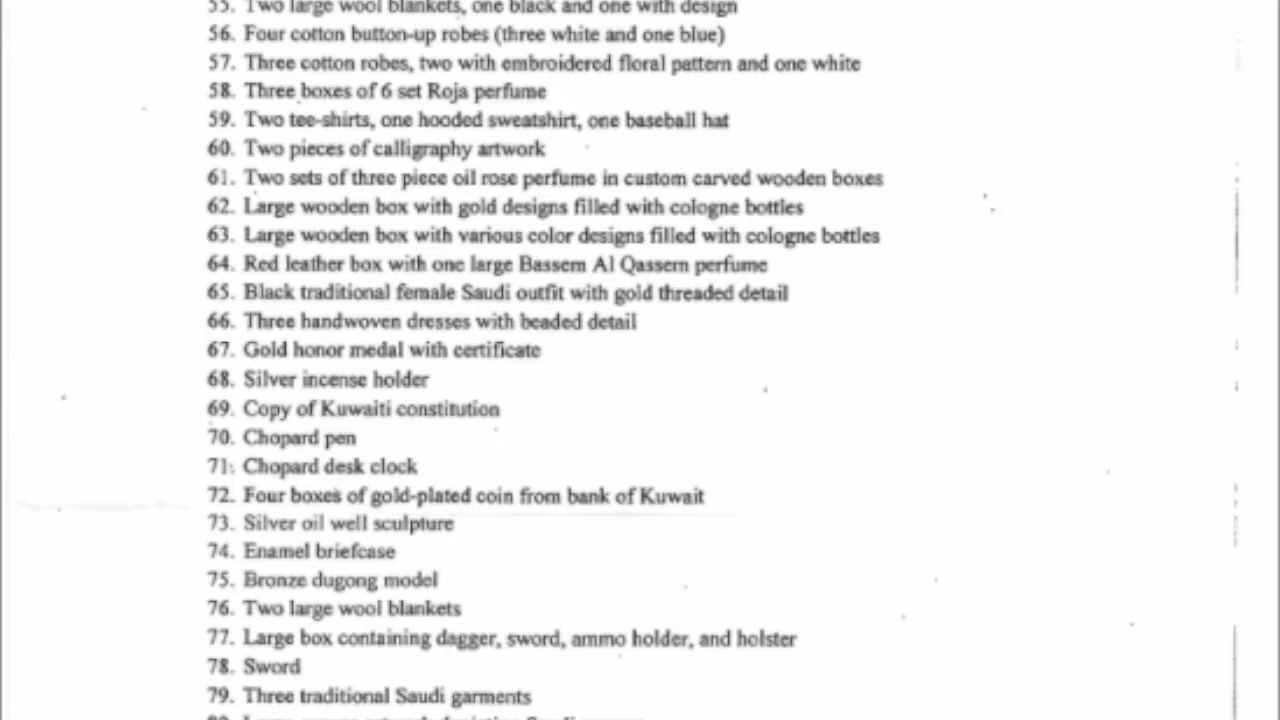 55. Two large wool blankets, one black and one with design
56. Four cotton button-up robes (three white and one blue)
57. Three cotton robes, two with embroidered floral pattern and one white
58. Three boxes of 6 set Roja perfume
59. Two tee-shirts, one hooded sweatshirt, one baseball hat
60. Two pieces of calligraphy artwork
61. Two sets of three piece oil rose perfume in custom carved wooden boxes
62. Large wooden box with gold designs filled with cologne bottles
63. Large wooden box with various color designs filled with cologne bottles
64. Red leather box with one large Bassem Al Qassem perfume
65. Black traditional female Saudi outfit with gold threaded detail
66. Three handwoven dresses with beaded detail
67. Gold honor medal with certificate
68. Silver incense holder
69. Copy of Kuwaiti constitution
70. Chopard pen
71. Chopard desk clock
72. Four boxes of gold-plated coin from bank of Kuwait
73. Silver oil well sculpture
74. Enamel briefcase
75. Bronze dugong model
76. Two large wool blankets
77. Large box containing dagger, sword, ammo holder, and holster
78. Sword
79. Three traditional Saudi garments